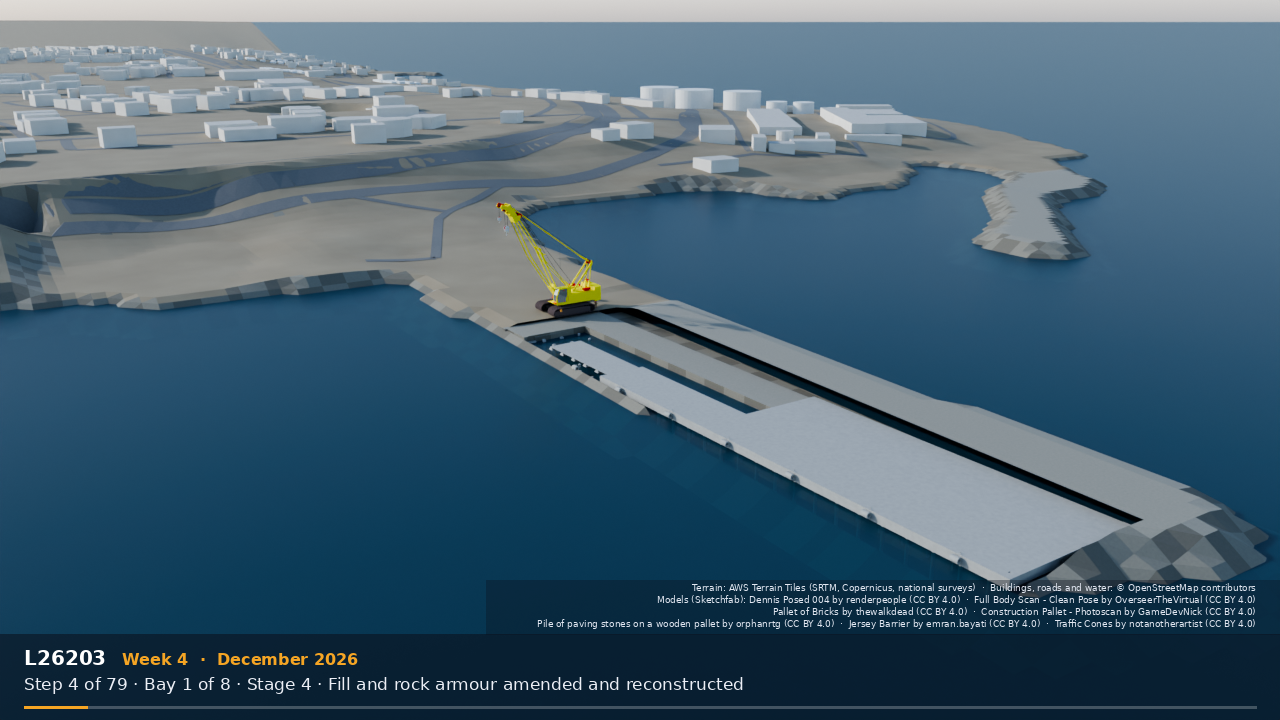 Terrain: AWS Terrain Tiles (SRTM, Copernicus, national surveys)  ·  Buildings, roads and water: © OpenStreetMap contributors
Models (Sketchfab): Dennis Posed 004 by renderpeople (CC BY 4.0)  ·  Full Body Scan - Clean Pose by OverseerTheVirtual (CC BY 4.0)
Pallet of Bricks by thewalkdead (CC BY 4.0)  ·  Construction Pallet - Photoscan by GameDevNick (CC BY 4.0)
Pile of paving stones on a wooden pallet by orphanrtg (CC BY 4.0)  ·  Jersey Barrier by emran.bayati (CC BY 4.0)  ·  Traffic Cones by notanotherartist (CC BY 4.0)
L26203  Week 4  ·  December 2026
Step 4 of 79 · Bay 1 of 8 · Stage 4 · Fill and rock armour amended and reconstructed